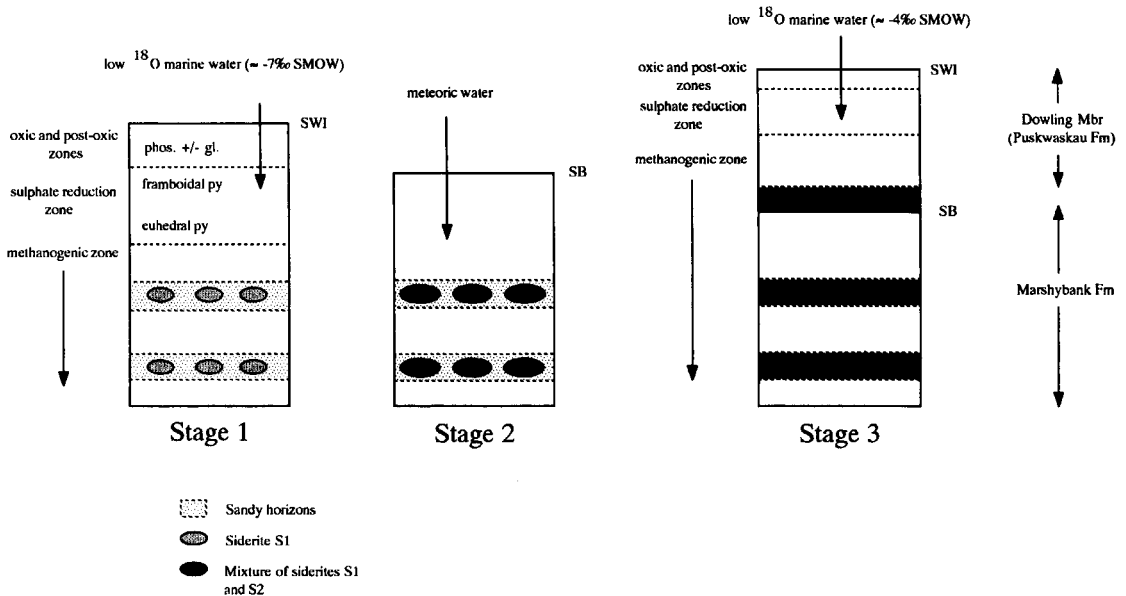 low 18O marine water (≈ -7‰ SMOW)
SWI
oxic and post-oxic
zones
phos. +/- gl.
sulphate reduction
zone
framboidal py
euhedral py
methanogenic zone
Stage 1
meteoric water
SB
Stage 2
low 18O marine water (≈ -4‰ SMOW)
oxic and post-oxic
zones
SWI
sulphate reduction
zone
methanogenic zone
SB
Dowling Mbr
(Puskwaskau Fm)
Marshybank Fm
Stage 3
Sandy horizons
Siderite S1
Mixture of siderites S1
and S2